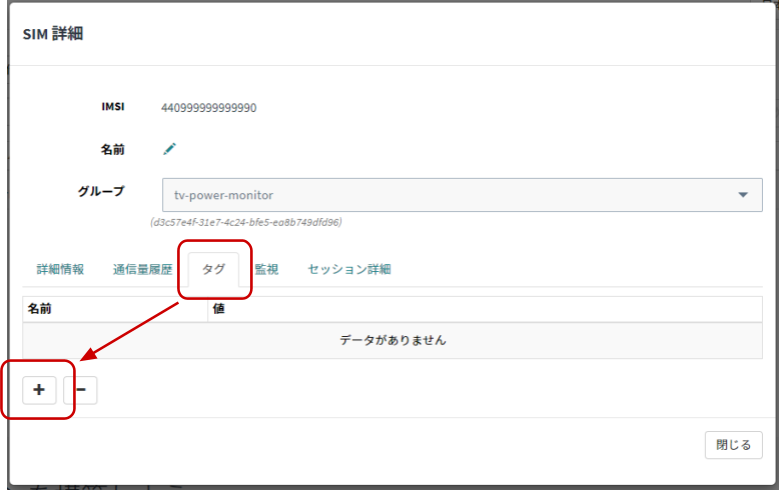 SIM 詳細
IMSI 440999999999990
名前
グループ tv-power-monitor
(d3c57e4f-31e7-4c24-bfe5-ea8b749dfd96)
詳細情報 通信量履歴 タグ 監視 セッション詳細
名前 値
データがありません
+ −
閉じる